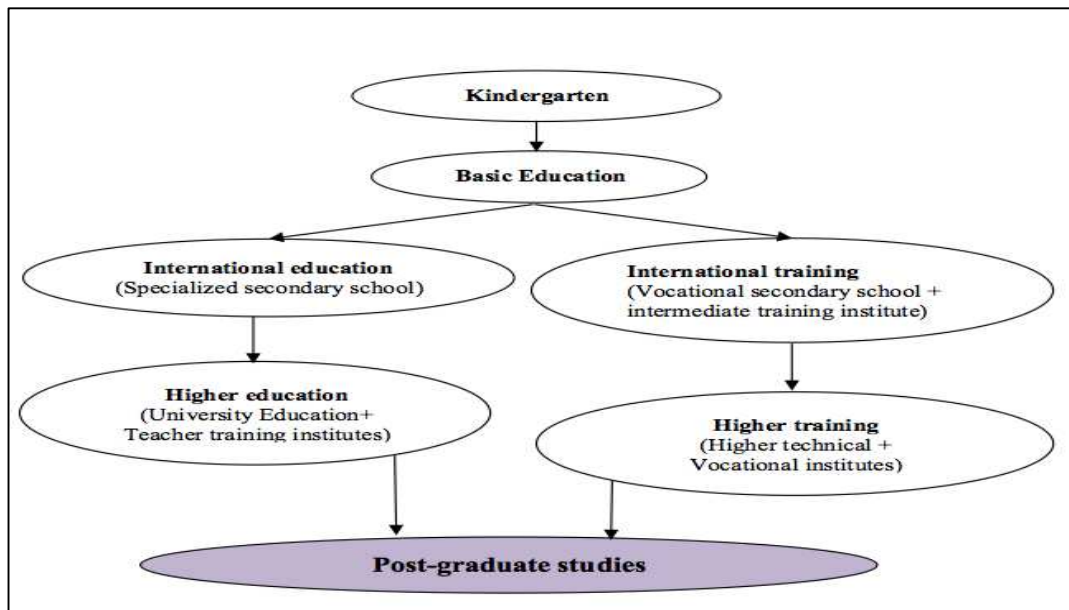 Kindergarten
Basic Education
International education
(Specialized secondary school)
International training
(Vocational secondary school +
intermediate training institute)
Higher education
(University Education+
Teacher training institutes)
Higher training
(Higher technical +
Vocational institutes)
Post-graduate studies